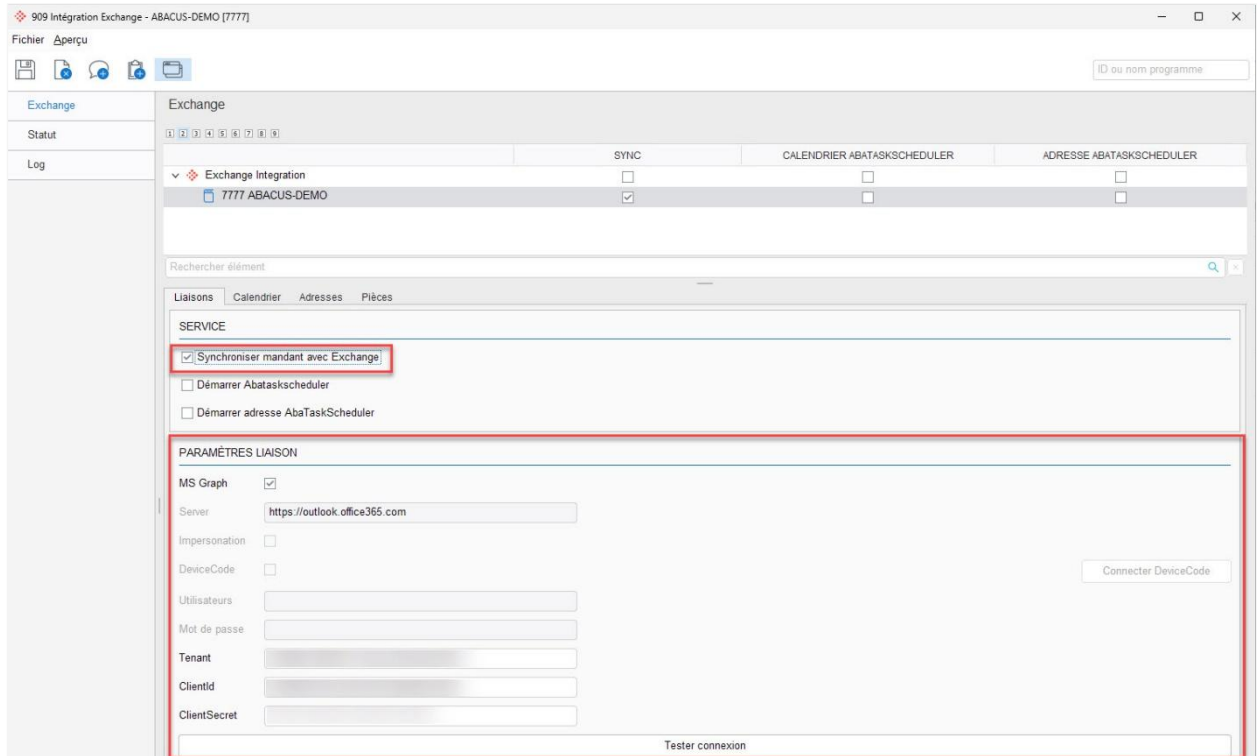 909 Intégration Exchange - ABACUS-DEMO [7777]
Fichier Aperçu
ID ou nom programme
Exchange
Statut
Log
Exchange
1 2 3 4 5 6 7 8 9
SYNC CALENDRIER ABATASKSCHEDULER ADRESSE ABATASKSCHEDULER
Exchange Integration
7777 ABACUS-DEMO
Rechercher élément
Liaisons Calendrier Adresses Pièces
SERVICE
Synchroniser mandant avec Exchange
Démarrer Abataskscheduler
Démarrer adresse AbaTaskScheduler
PARAMÈTRES LIAISON
MS Graph
Server https://outlook.office365.com
Impersonation
DeviceCode Connecter DeviceCode
Utilisateurs
Mot de passe
Tenant
ClientId
ClientSecret
Tester connexion